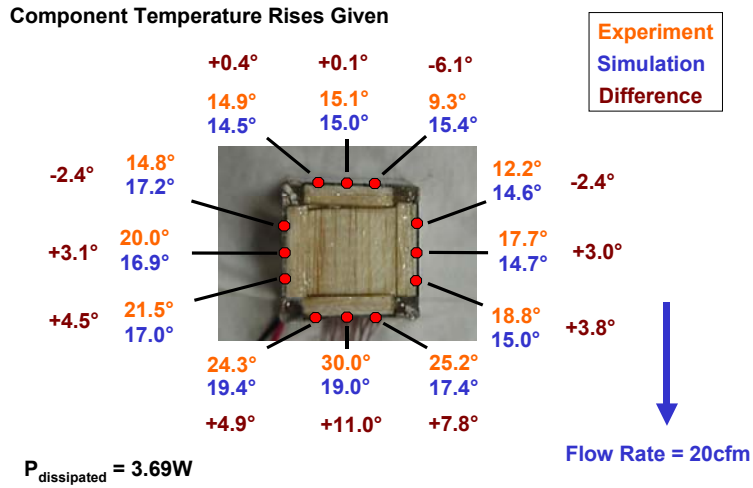 Component Temperature Rises Given
Experiment
Simulation
Difference
+0.4° +0.1° -6.1°
14.9° 15.1° 9.3°
14.5° 15.0° 15.4°
-2.4° 14.8° 12.2° -2.4°
17.2° 14.6°
+3.1° 20.0° 17.7° +3.0°
16.9° 14.7°
+4.5° 21.5° 18.8° +3.8°
17.0° 15.0°
24.3° 30.0° 25.2°
19.4° 19.0° 17.4°
+4.9° +11.0° +7.8°
Flow Rate = 20cfm
Pdissipated = 3.69W